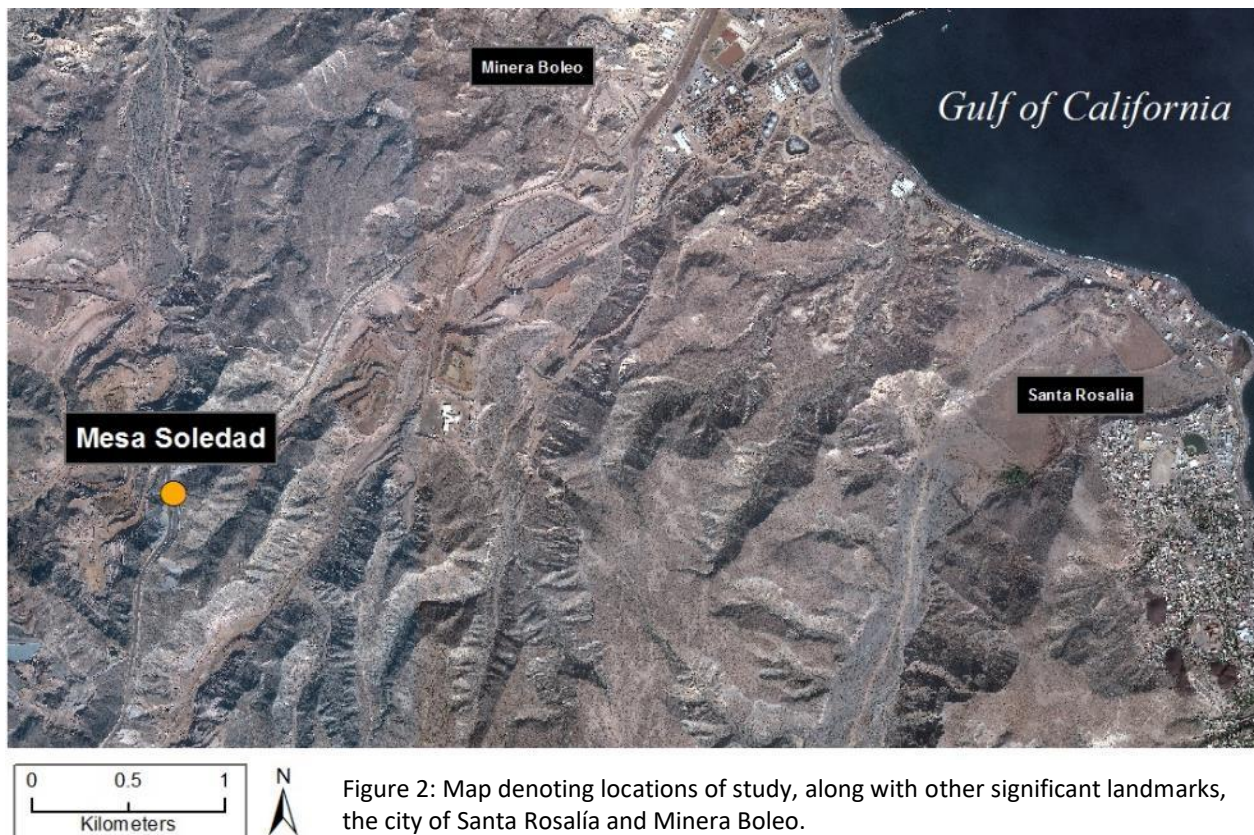 Minera Boleo
Gulf of California
Santa Rosalia
Mesa Soledad
0 0.5 1
Kilometers
N
Figure 2: Map denoting locations of study, along with other significant landmarks,
the city of Santa Rosalía and Minera Boleo.